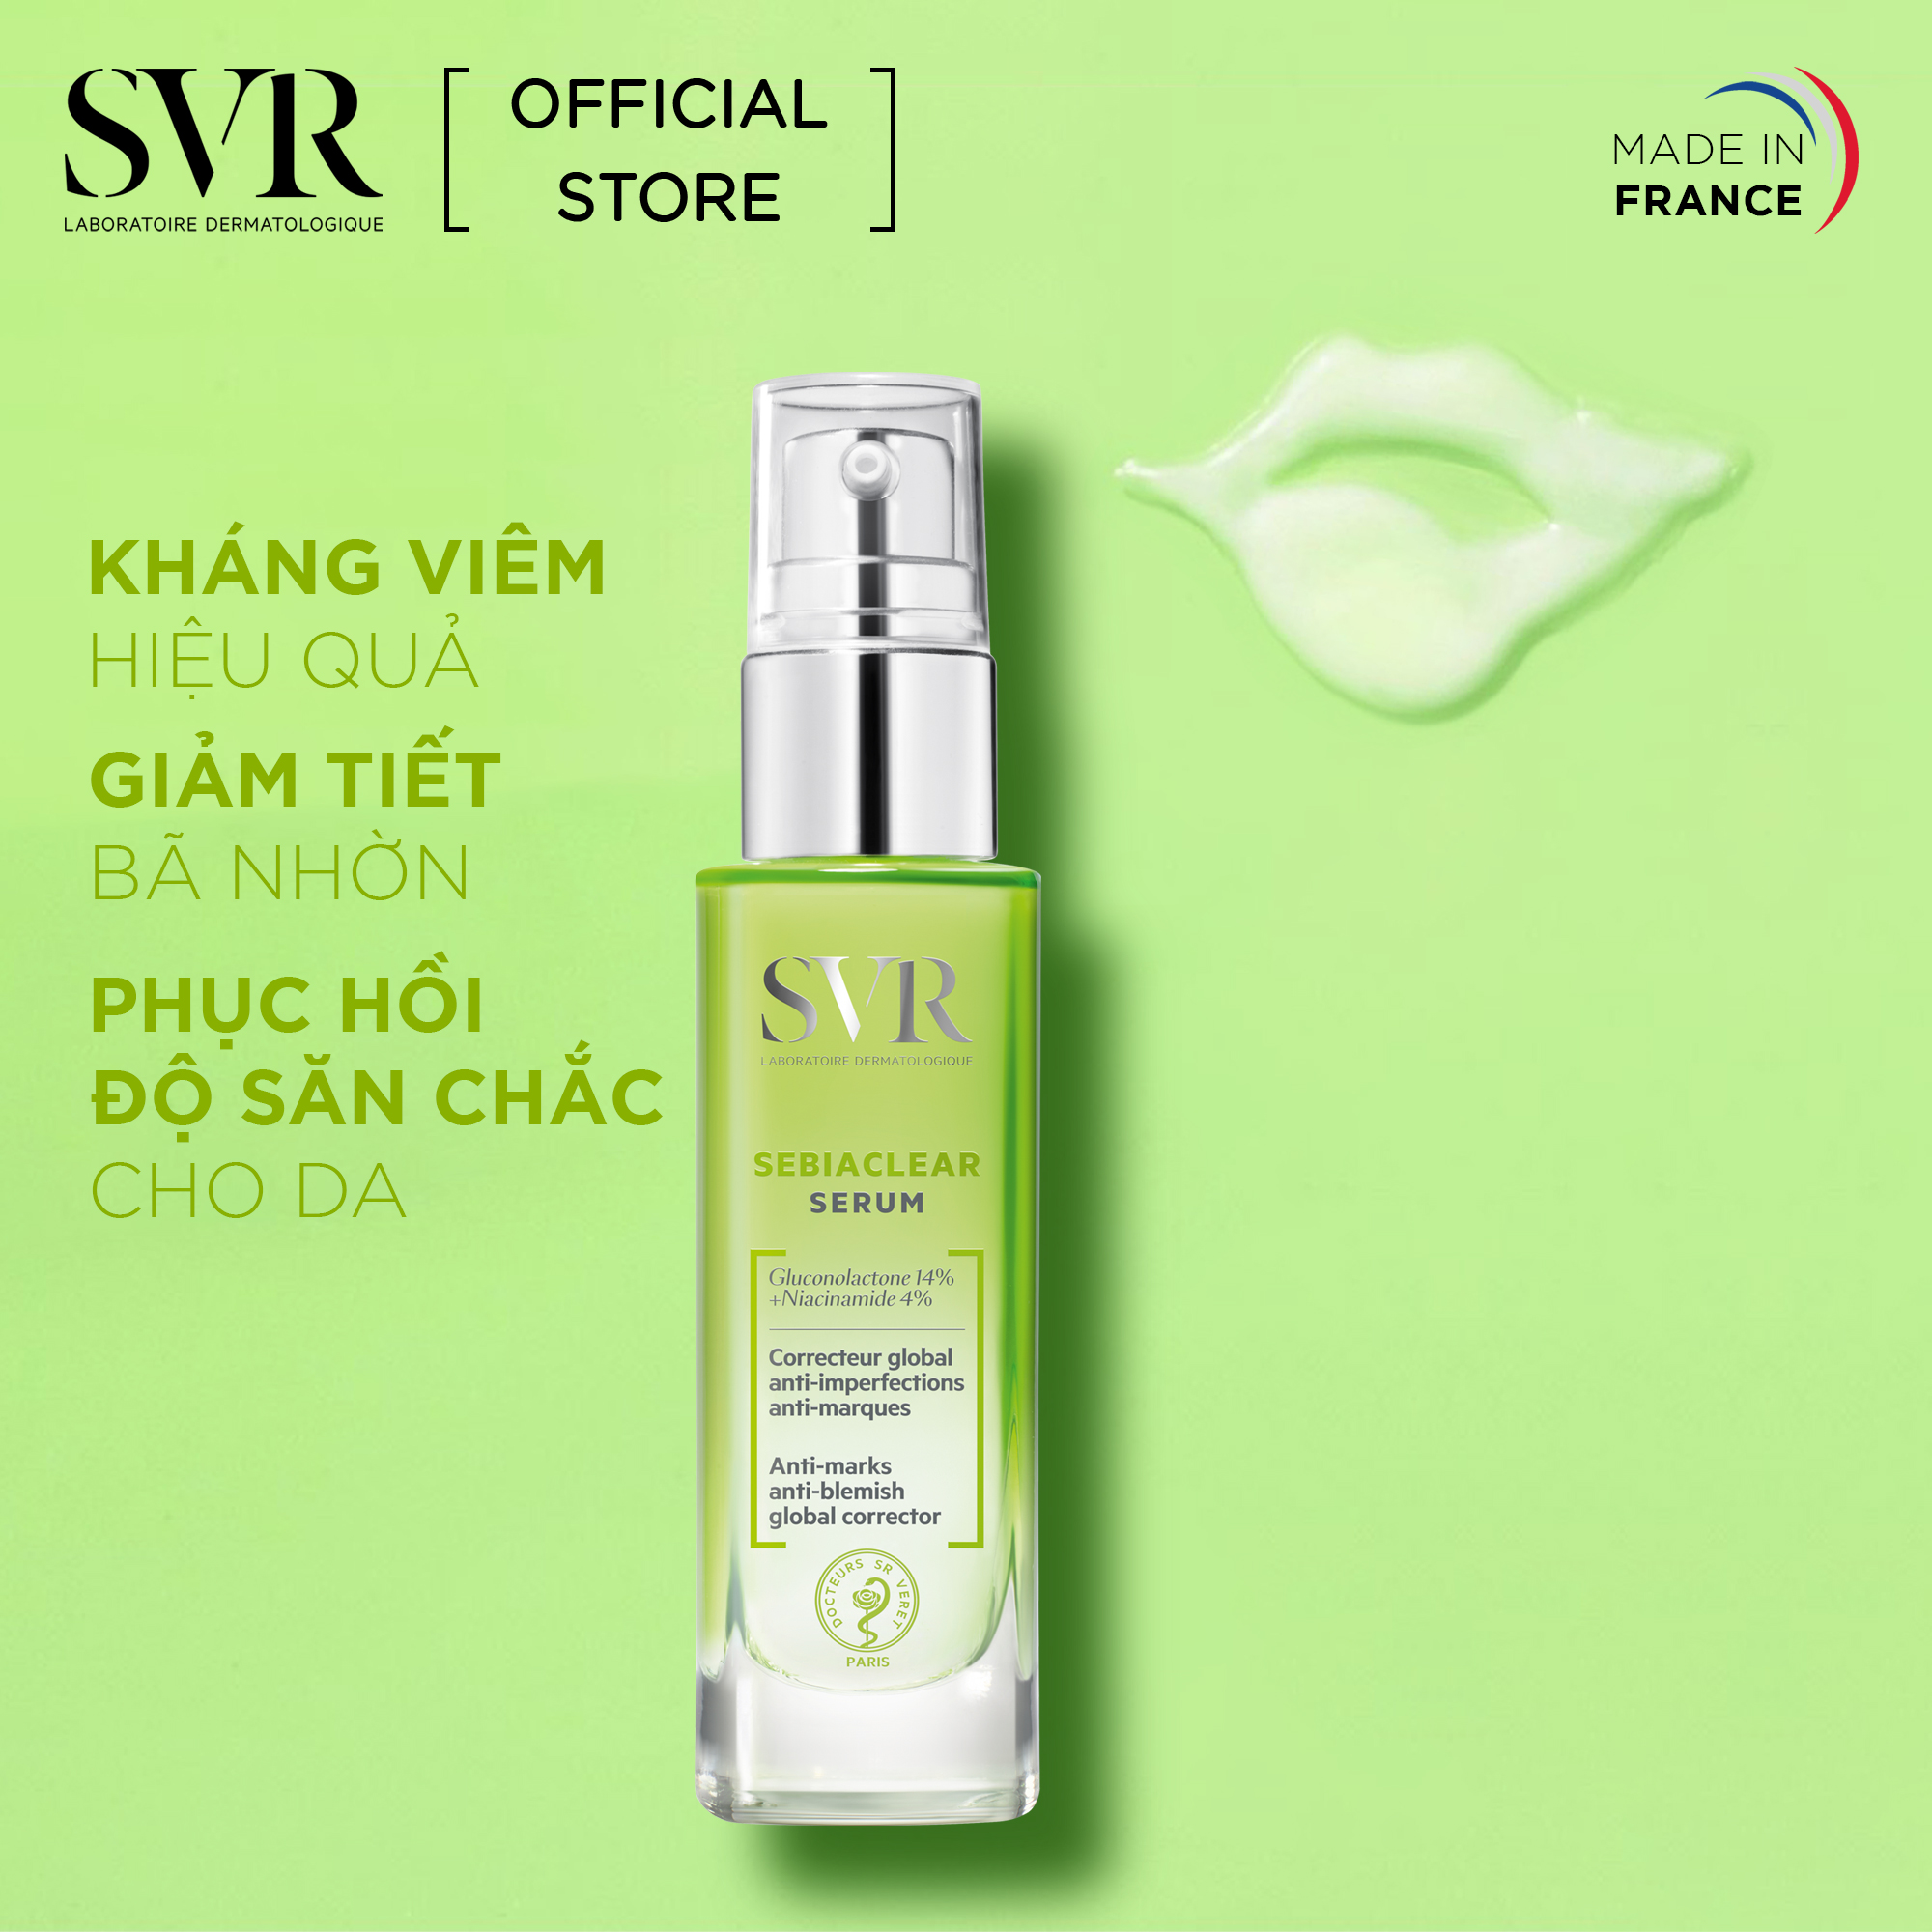 SVR
LABORATOIRE DERMATOLOGIQUE
OFFICIAL
STORE
MADE IN
FRANCE
KHÁNG VIÊM
HIỆU QUẢ
GIẢM TIẾT
BÃ NHỜN
PHỤC HỒI
ĐỘ SĂN CHẮC
CHO DA
SVR
LABORATOIRE DERMATOLOGIQUE
SEBIACLEAR
SERUM
Gluconolactone 14%
+Niacinamide 4%
Correcteur global
anti-imperfections
anti-marques
Anti-marks
anti-blemish
global corrector
DOCTEURS SR VERET
PARIS